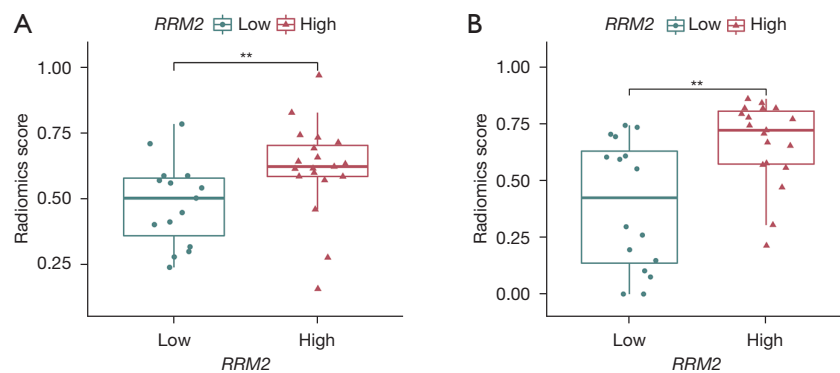 A
RRM2 Low High
**
1.00
0.75
0.50
0.25
Radiomics score
Low High
RRM2
B
RRM2 Low High
**
1.00
0.75
0.50
0.25
0.00
Radiomics score
Low High
RRM2